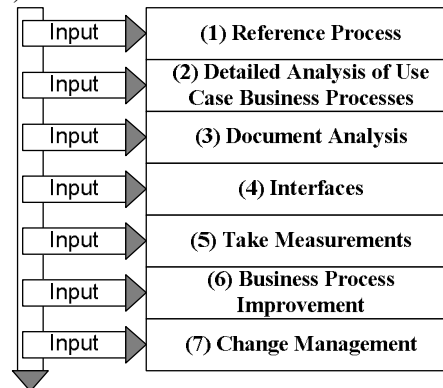 Input
(1) Reference Process
Input
(2) Detailed Analysis of Use
Case Business Processes
Input
(3) Document Analysis
Input
(4) Interfaces
Input
(5) Take Measurements
Input
(6) Business Process
Improvement
Input
(7) Change Management